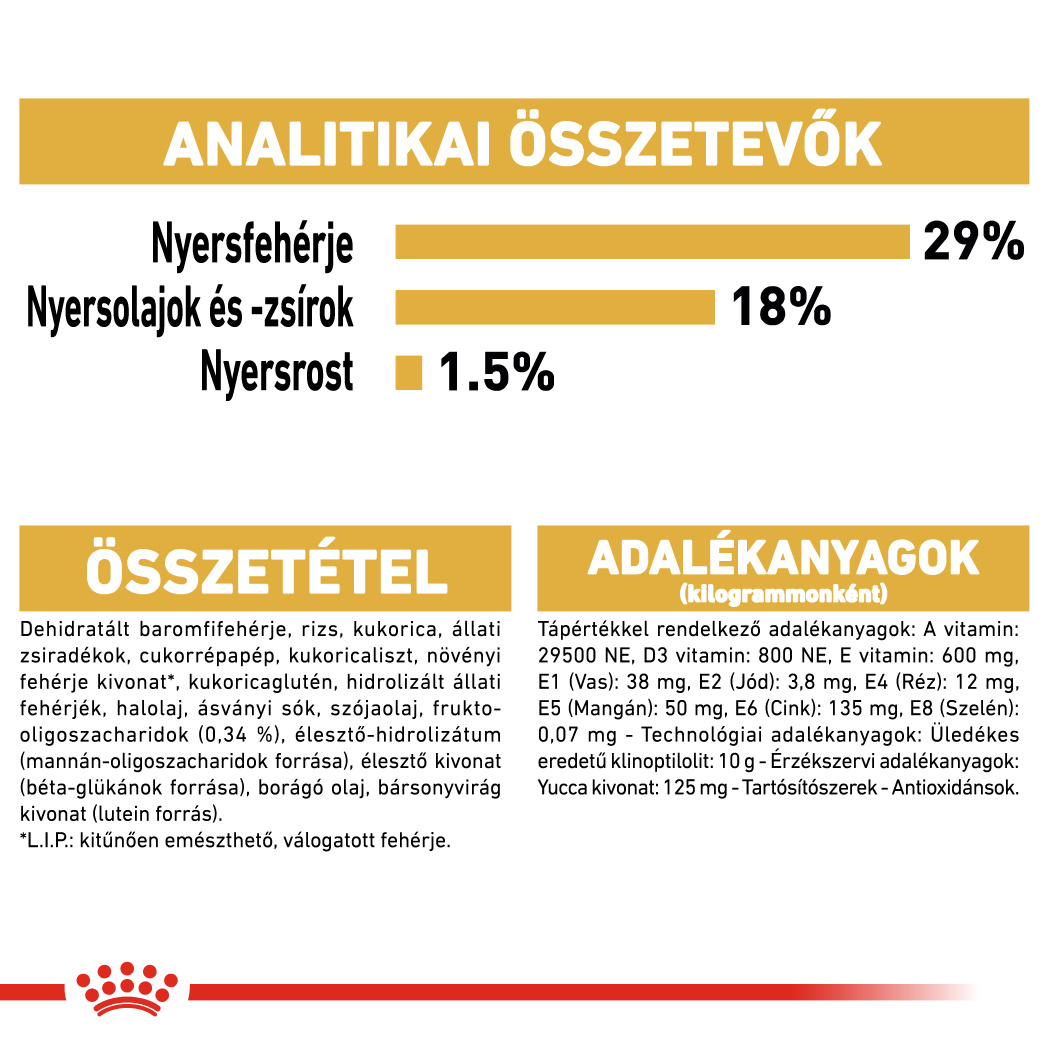 ANALITIKAI ÖSSZETEVŐK
Nyersfehérje 29%
Nyersolajok és -zsírok 18%
Nyersrost 1.5%
ÖSSZETÉTEL
Dehidratált baromfifehérje, rizs, kukorica, állati
zsiradékok, cukorrépapép, kukoricaliszt, növényi
fehérje kivonat*, kukoricaglutén, hidrolizált állati
fehérjék, halolaj, ásványi sók, szójaolaj, frukto-
oligoszacharidok (0,34 %), élesztő-hidrolizátum
(mannán-oligoszacharidok forrása), élesztő kivonat
(béta-glükánok forrása), borágó olaj, bársonyvirág
kivonat (lutein forrás).
*L.I.P.: kitűnően emészthető, válogatott fehérje.
ADALÉKANYAGOK
(kilogrammonként)
Tápértékkel rendelkező adalékanyagok: A vitamin:
29500 NE, D3 vitamin: 800 NE, E vitamin: 600 mg,
E1 (Vas): 38 mg, E2 (Jód): 3,8 mg, E4 (Réz): 12 mg,
E5 (Mangán): 50 mg, E6 (Cink): 135 mg, E8 (Szelén):
0,07 mg - Technológiai adalékanyagok: Üledékes
eredetű klinoptilolit: 10 g - Érzékszervi adalékanyagok:
Yucca kivonat: 125 mg - Tartósítószerek - Antioxidánsok.